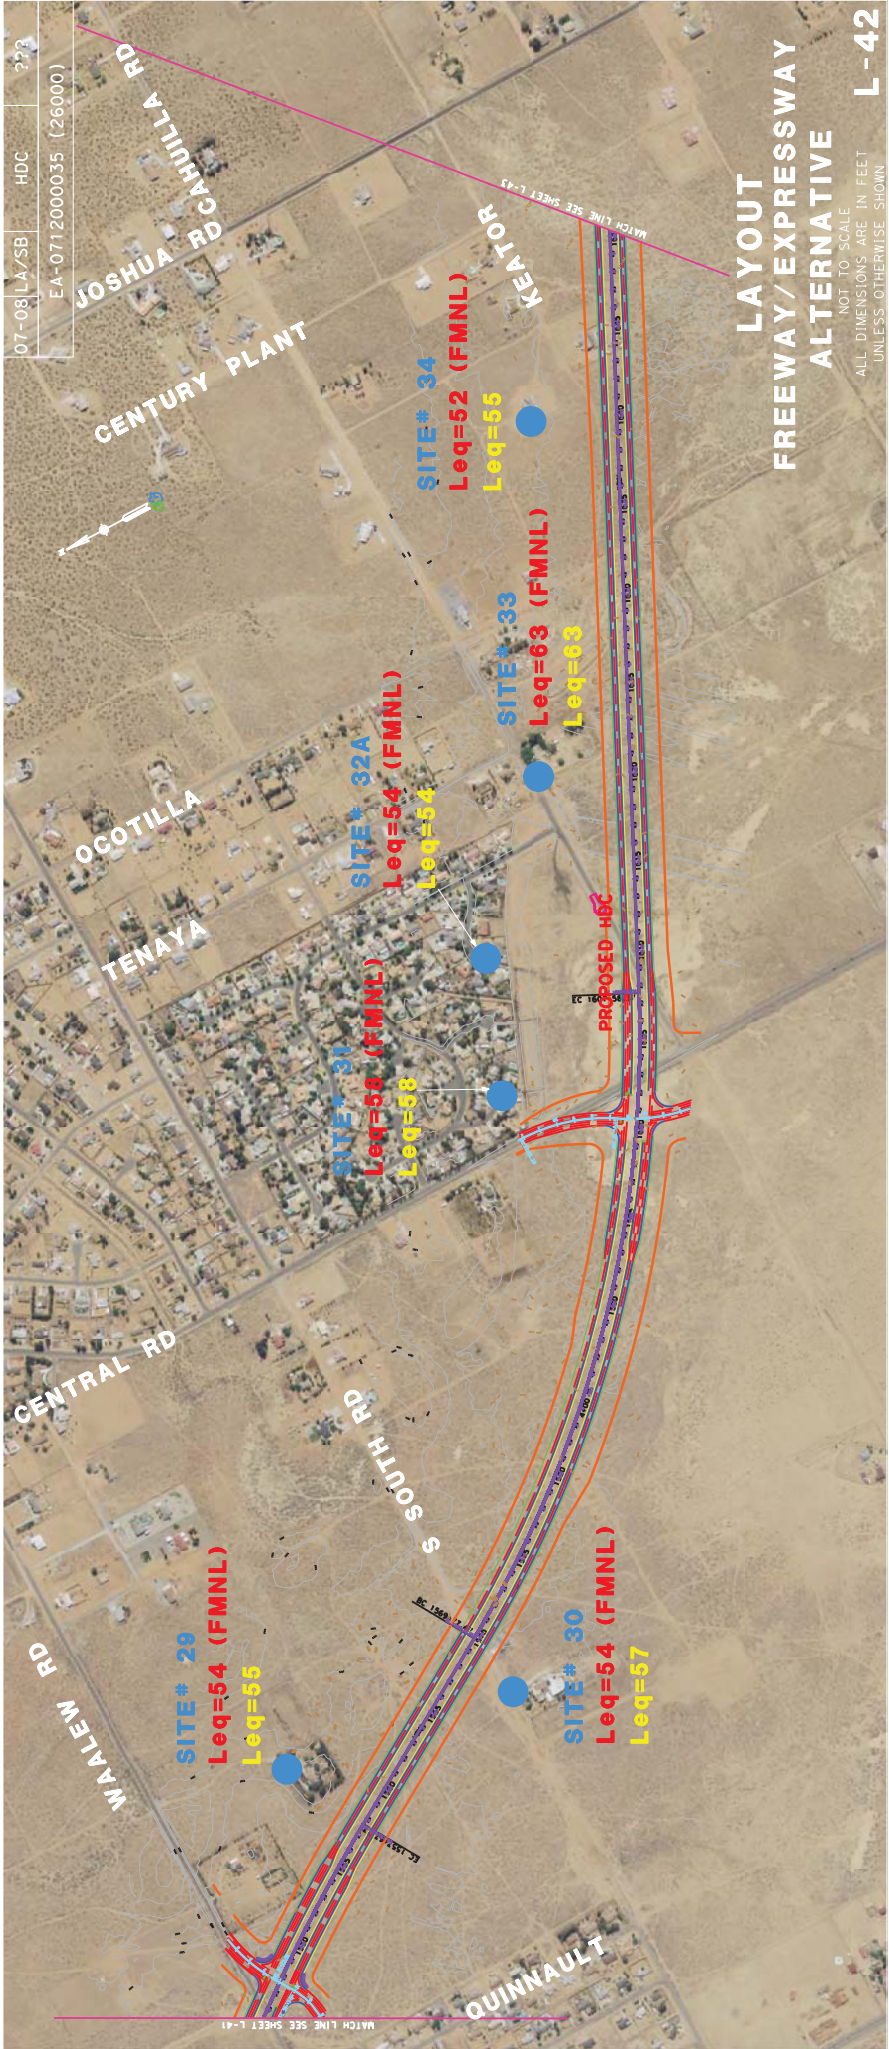 07-08 LA/SB HDC ???
EA-0712000035 (26000)
CAHUILLA RD
JOSHUA RD
CENTURY PLANT
KEATOR
MATCH LINE SEE SHEET L-43
SITE# 34
Leq=52 (FMNL)
Leq=55
SITE# 33
Leq=63 (FMNL)
Leq=63
OCOTILLA
SITE# 32A
Leq=54 (FMNL)
Leq=54
TENAYA
SITE# 31
Leq=58 (FMNL)
Leq=58
PROPOSED HDC
CENTRAL RD
S SOUTH RD
WAALEW RD
SITE# 29
Leq=54 (FMNL)
Leq=55
SITE# 30
Leq=54 (FMNL)
Leq=57
QUINNAULT
MATCH LINE SEE SHEET L-41
LAYOUT
FREEWAY/EXPRESSWAY
ALTERNATIVE
NOT TO SCALE
ALL DIMENSIONS ARE IN FEET
UNLESS OTHERWISE SHOWN
L-42